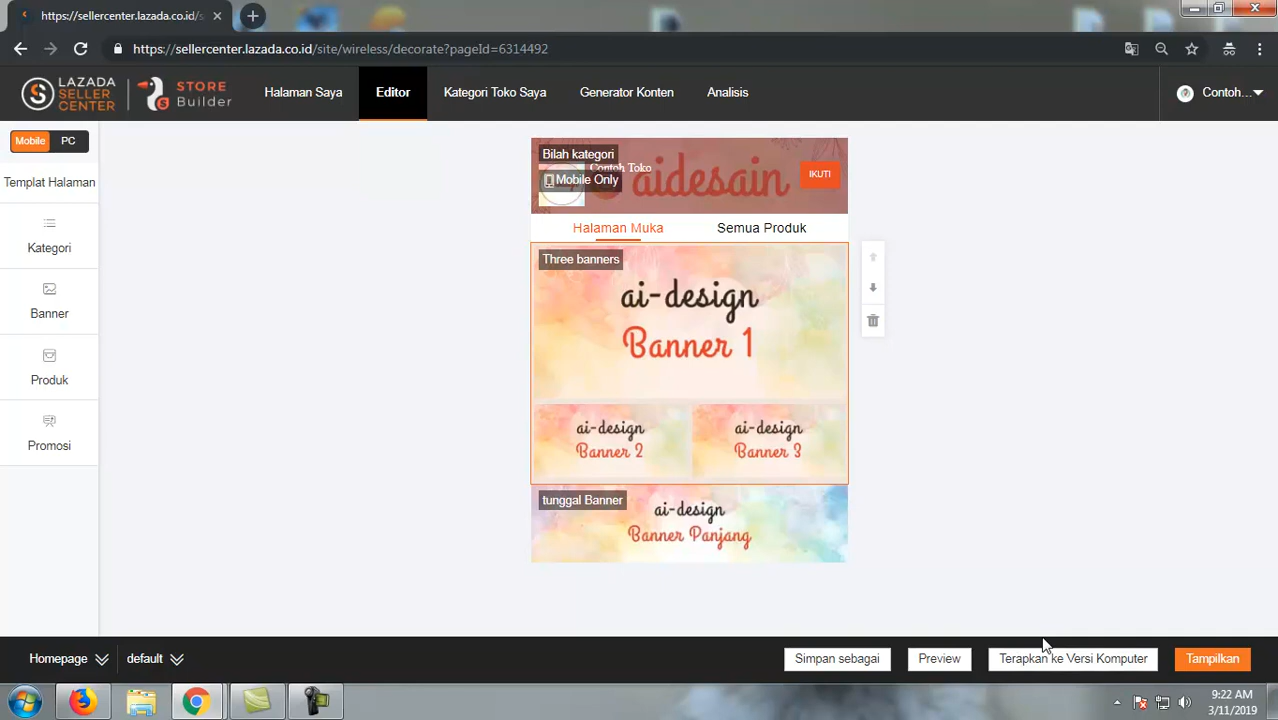 https://sellercenter.lazada.co.id/s
https://sellercenter.lazada.co.id/site/wireless/decorate?pageId=6314492
LAZADA SELLER CENTER
STORE Builder
Halaman Saya
Editor
Kategori Toko Saya
Generator Konten
Analisis
Contoh...
Mobile
PC
Templat Halaman
Kategori
Banner
Produk
Promosi
Bilah kategori
Contoh Toko
Mobile Only
aidesain
IKUTI
Halaman Muka
Semua Produk
Three banners
ai-design
Banner 1
ai-design
Banner 2
ai-design
Banner 3
tunggal Banner
ai-design
Banner Panjang
Homepage
default
Simpan sebagai
Preview
Terapkan ke Versi Komputer
Tampilkan
9:22 AM
3/11/2019